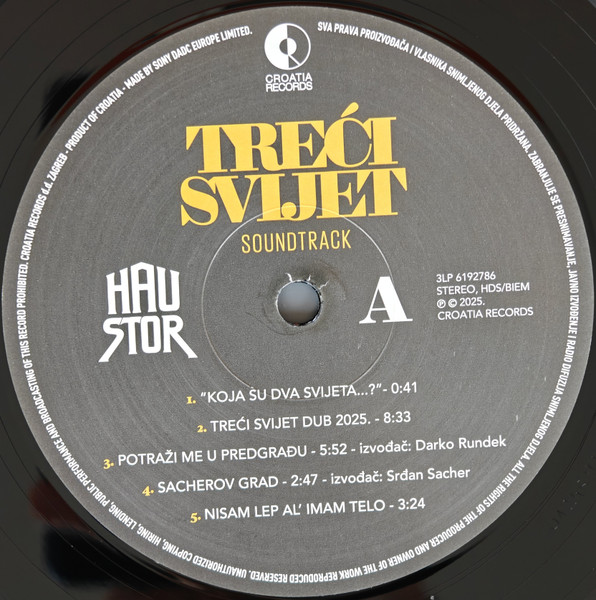 CROATIA
RECORDS
TREĆI
SVIJET
SOUNDTRACK
HAU
STOR
A
3LP 6192786
STEREO, HDS/BIEM
℗ © 2025.
CROATIA RECORDS
1. “KOJA SU DVA SVIJETA...?”- 0:41
2. TREĆI SVIJET DUB 2025. - 8:33
3. POTRAŽI ME U PREDGRAĐU - 5:52 - izvođač: Darko Rundek
4. SACHEROV GRAD - 2:47 - izvođač: Srđan Sacher
5. NISAM LEP AL’ IMAM TELO - 3:24
SVA PRAVA PROIZVOĐAČA I VLASNIKA SNIMLJENOG DJELA PRIDRŽANA. ZABRANJUJE SE PRESNIMAVANJE, JAVNO IZVOĐENJE I RADIO DIFUZIJA SNIMLJENOG DJELA. ALL THE RIGHTS OF THE PRODUCER AND OWNER OF THE WORK REPRODUCED RESERVED. UNAUTHORIZED COPYING, HIRING, LENDING, PUBLIC PERFORMANCE AND BROADCASTING OF THIS RECORD PROHIBITED. CROATIA RECORDS d.d. ZAGREB - PRODUCT OF CROATIA - MADE BY SONY DADC EUROPE LIMITED.